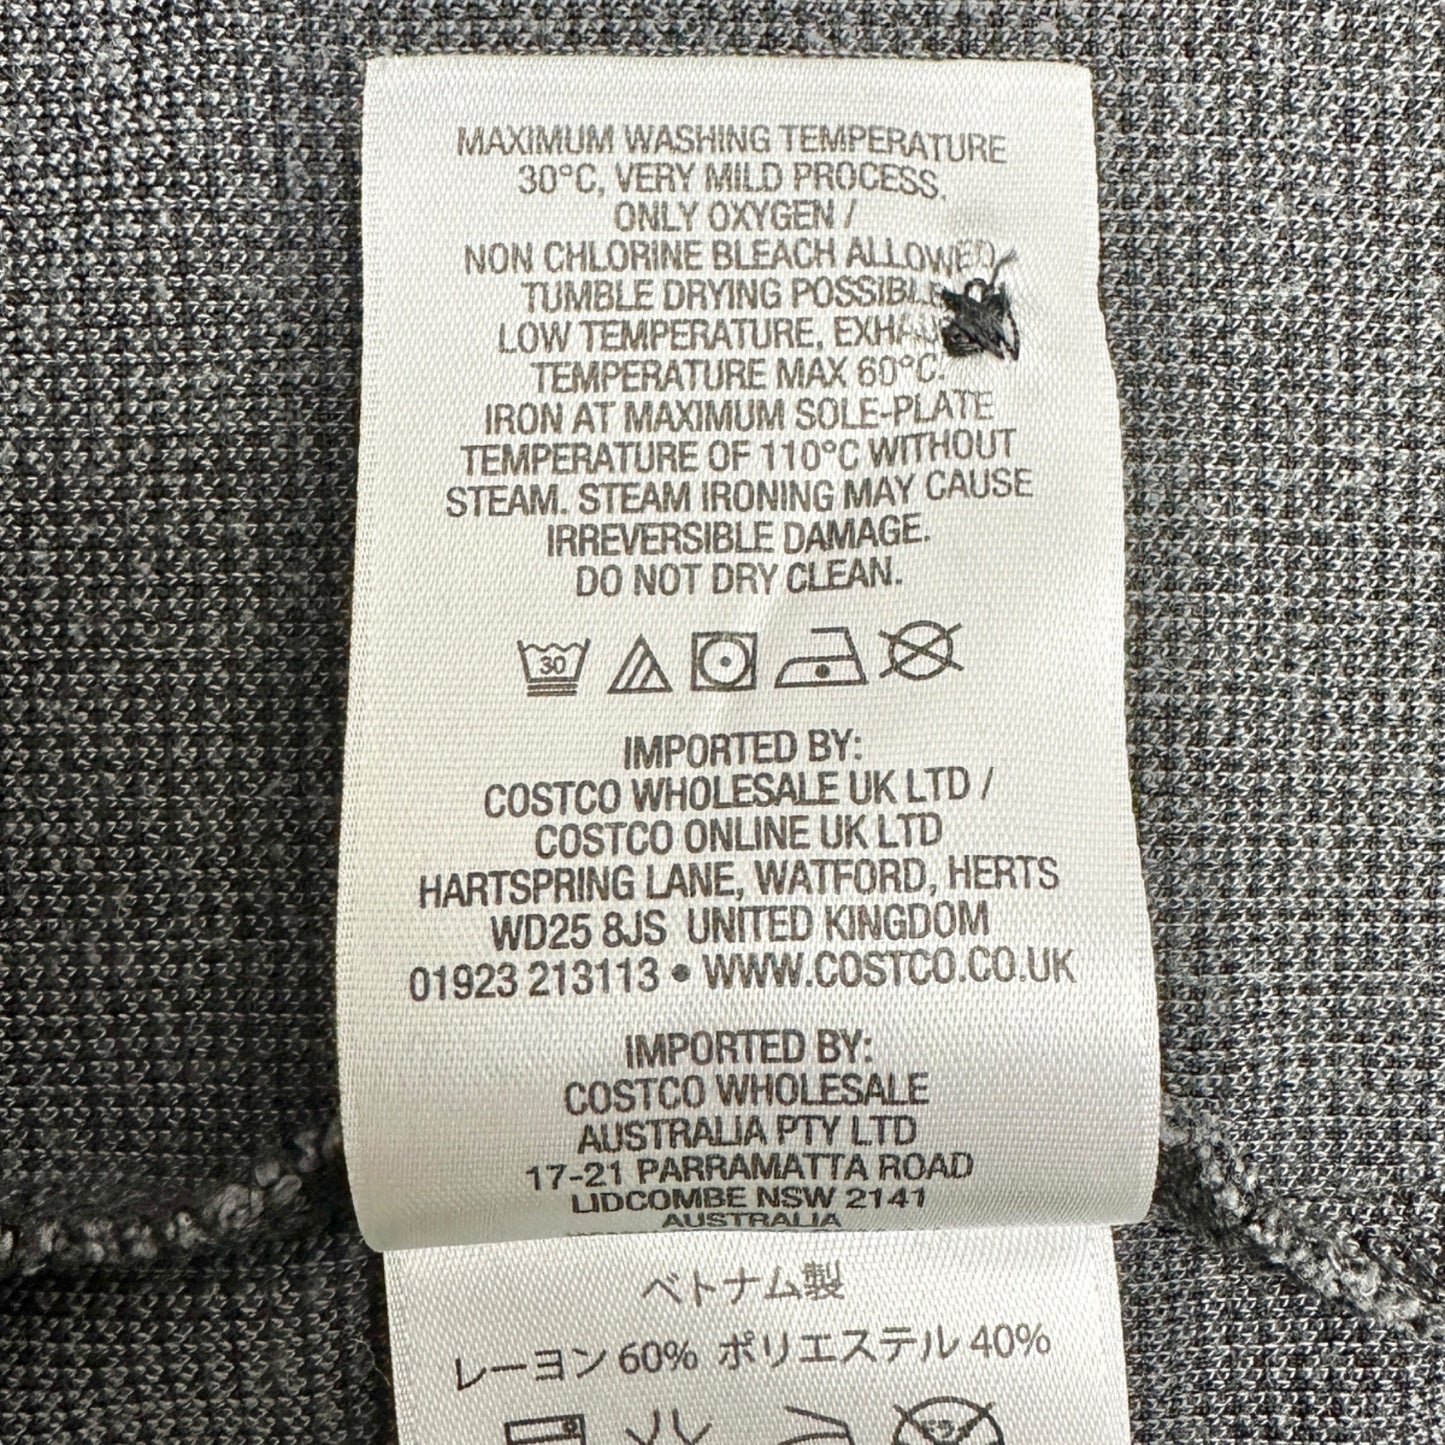 MAXIMUM WASHING TEMPERATURE
30°C, VERY MILD PROCESS.
ONLY OXYGEN /
NON CHLORINE BLEACH ALLOWED
TUMBLE DRYING POSSIBLE
LOW TEMPERATURE,
TEMPERATURE MAX 60°C.
IRON AT MAXIMUM SOLE-PLATE
TEMPERATURE OF 110°C WITHOUT
STEAM. STEAM IRONING MAY CAUSE
IRREVERSIBLE DAMAGE.
DO NOT DRY CLEAN.
30
IMPORTED BY:
COSTCO WHOLESALE UK LTD /
COSTCO ONLINE UK LTD
HARTSPRING LANE, WATFORD, HERTS
WD25 8JS UNITED KINGDOM
01923 213113 • WWW.COSTCO.CO.UK
IMPORTED BY:
COSTCO WHOLESALE
AUSTRALIA PTY LTD
17-21 PARRAMATTA ROAD
LIDCOMBE NSW 2141
AUSTRALIA
ベトナム製
レーヨン 60% ポリエステル 40%